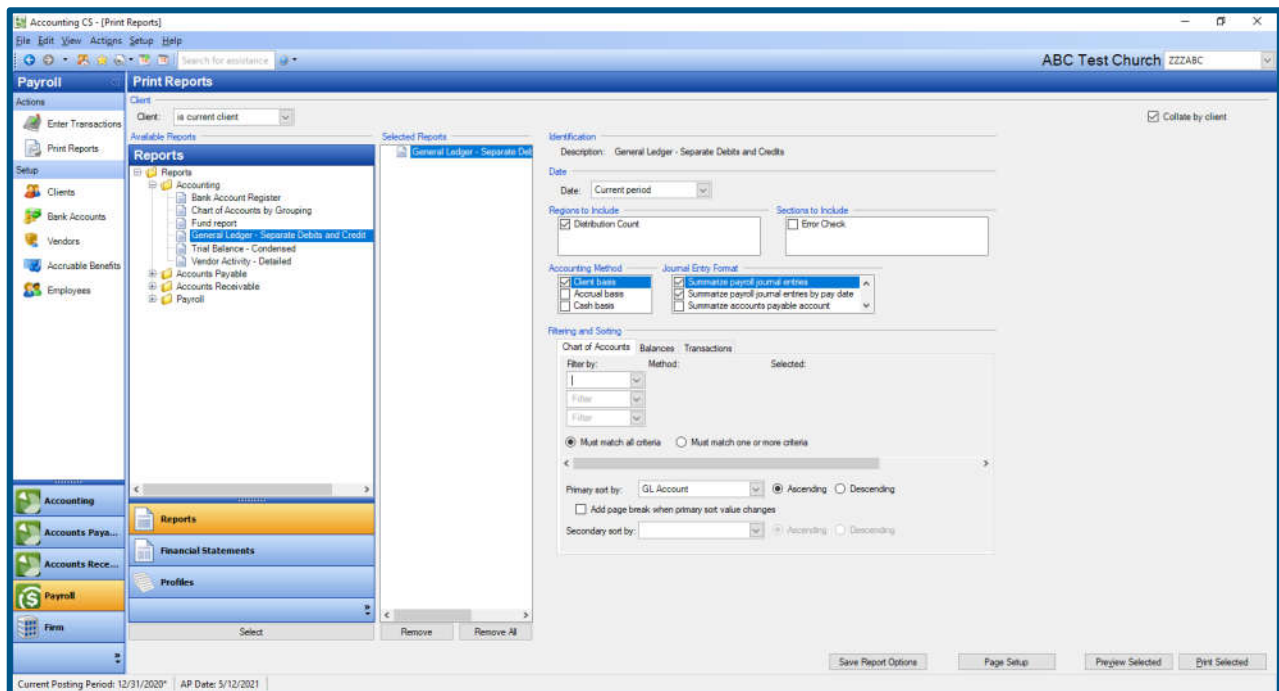 Accounting CS - [Print Reports]
File Edit View Actions Setup Help
Search for assistance
ABC Test Church ZZZABC
Payroll
Actions
Enter Transactions
Print Reports
Setup
Clients
Bank Accounts
Vendors
Accruable Benefits
Employees
Accounting
Accounts Paya...
Accounts Rece...
Payroll
Firm
Print Reports
Client
Client: is current client
Collate by client
Available Reports
Reports
Reports
Accounting
Bank Account Register
Chart of Accounts by Grouping
Fund report
General Ledger - Separate Debits and Credit
Trial Balance - Condensed
Vendor Activity - Detailed
Accounts Payable
Accounts Receivable
Payroll
Reports
Financial Statements
Profiles
Select
Selected Reports
General Ledger - Separate Deb
Remove Remove All
Identification
Description: General Ledger - Separate Debits and Credits
Date
Date: Current period
Regions to Include
Distribution Count
Sections to Include
Error Check
Accounting Method
Client basis
Accrual basis
Cash basis
Journal Entry Format
Summarize payroll journal entries
Summarize payroll journal entries by pay date
Summarize accounts payable account
Filtering and Sorting
Chart of Accounts Balances Transactions
Filter by: Method: Selected:
Filter
Filter
Must match all criteria Must match one or more criteria
Primary sort by: GL Account Ascending Descending
Add page break when primary sort value changes
Secondary sort by: Ascending Descending
Save Report Options Page Setup Preview Selected Print Selected
Current Posting Period: 12/31/2020* AP Date: 5/12/2021